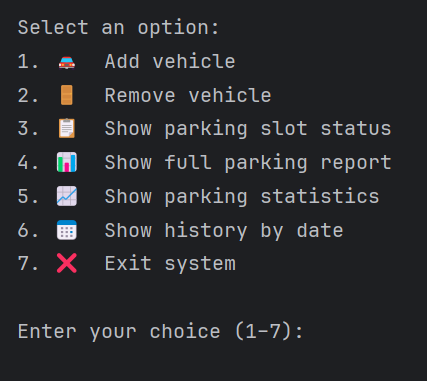 Select an option:
1. 🚗 Add vehicle
2. 🚪 Remove vehicle
3. 📋 Show parking slot status
4. 📊 Show full parking report
5. 📈 Show parking statistics
6. 📅 Show history by date
7. ❌ Exit system
Enter your choice (1-7):